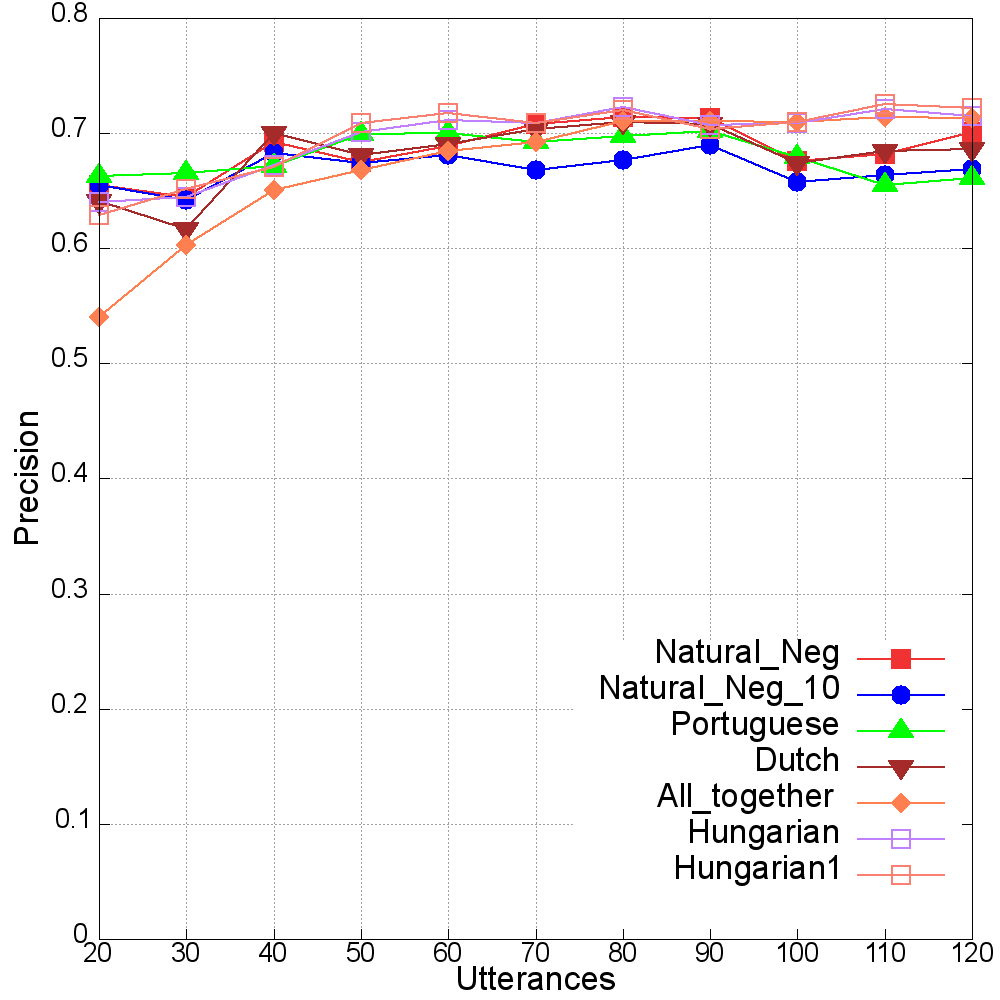 0.8
0.7
0.6
0.5
0.4
0.3
0.2
0.1
0
Precision
Natural_Neg
Natural_Neg_10
Portuguese
Dutch
All_together
Hungarian
Hungarian1
20 30 40 50 60 70 80 90 100 110 120
Utterances